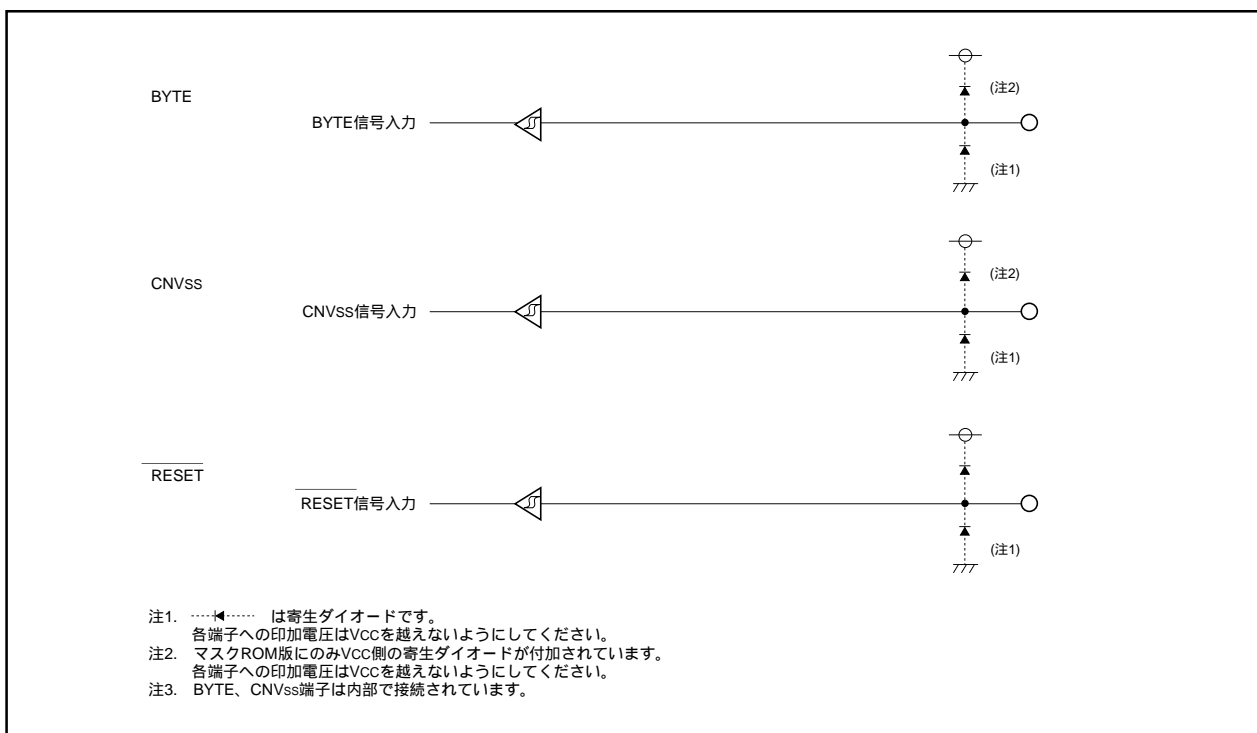 BYTE
(注2)
BYTE信号入力
(注1)
(注2)
CNVSS
CNVSS信号入力
(注1)
RESET
RESET信号入力
(注1)
注1. は寄生ダイオードです。
各端子への印加電圧はVCCを越えないようにしてください。
注2. マスクROM版にのみVCC側の寄生ダイオードが付加されています。
各端子への印加電圧はVCCを越えないようにしてください。
注3. BYTE、CNVSS端子は内部で接続されています。